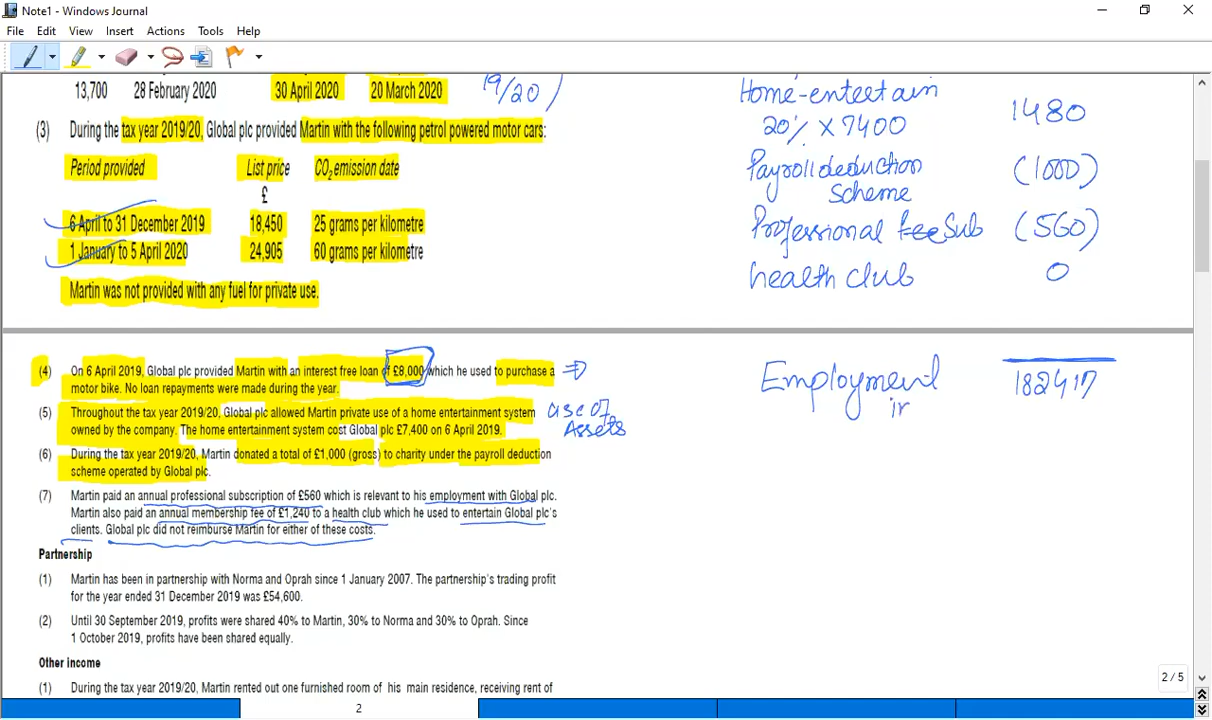 Note1 - Windows Journal
File Edit View Insert Actions Tools Help
13,700 28 February 2020 30 April 2020 20 March 2020 19/20)
(3) During the tax year 2019/20, Global plc provided Martin with the following petrol powered motor cars:
Period provided List price CO2 emission date
£
6 April to 31 December 2019 18,450 25 grams per kilometre
1 January to 5 April 2020 24,905 60 grams per kilometre
Martin was not provided with any fuel for private use.
Home-enteetain
20% X 7400 1480
Payroll deduction (1000)
Scheme
Professional fee Sub (560)
health club 0
(4) On 6 April 2019, Global plc provided Martin with an interest free loan of £8,000 which he used to purchase a
motor bike. No loan repayments were made during the year.
(5) Throughout the tax year 2019/20, Global plc allowed Martin private use of a home entertainment system
owned by the company. The home entertainment system cost Global plc £7,400 on 6 April 2019.
use of
Assets
(6) During the tax year 2019/20, Martin donated a total of £1,000 (gross) to charity under the payroll deduction
scheme operated by Global plc.
(7) Martin paid an annual professional subscription of £560 which is relevant to his employment with Global plc.
Martin also paid an annual membership fee of £1,240 to a health club which he used to entertain Global plc's
clients. Global plc did not reimburse Martin for either of these costs.
Employment 182417
in
Partnership
(1) Martin has been in partnership with Norma and Oprah since 1 January 2007. The partnership's trading profit
for the year ended 31 December 2019 was £54,600.
(2) Until 30 September 2019, profits were shared 40% to Martin, 30% to Norma and 30% to Oprah. Since
1 October 2019, profits have been shared equally.
Other income
(1) During the tax year 2019/20, Martin rented out one furnished room of his main residence, receiving rent of
2 / 5
2